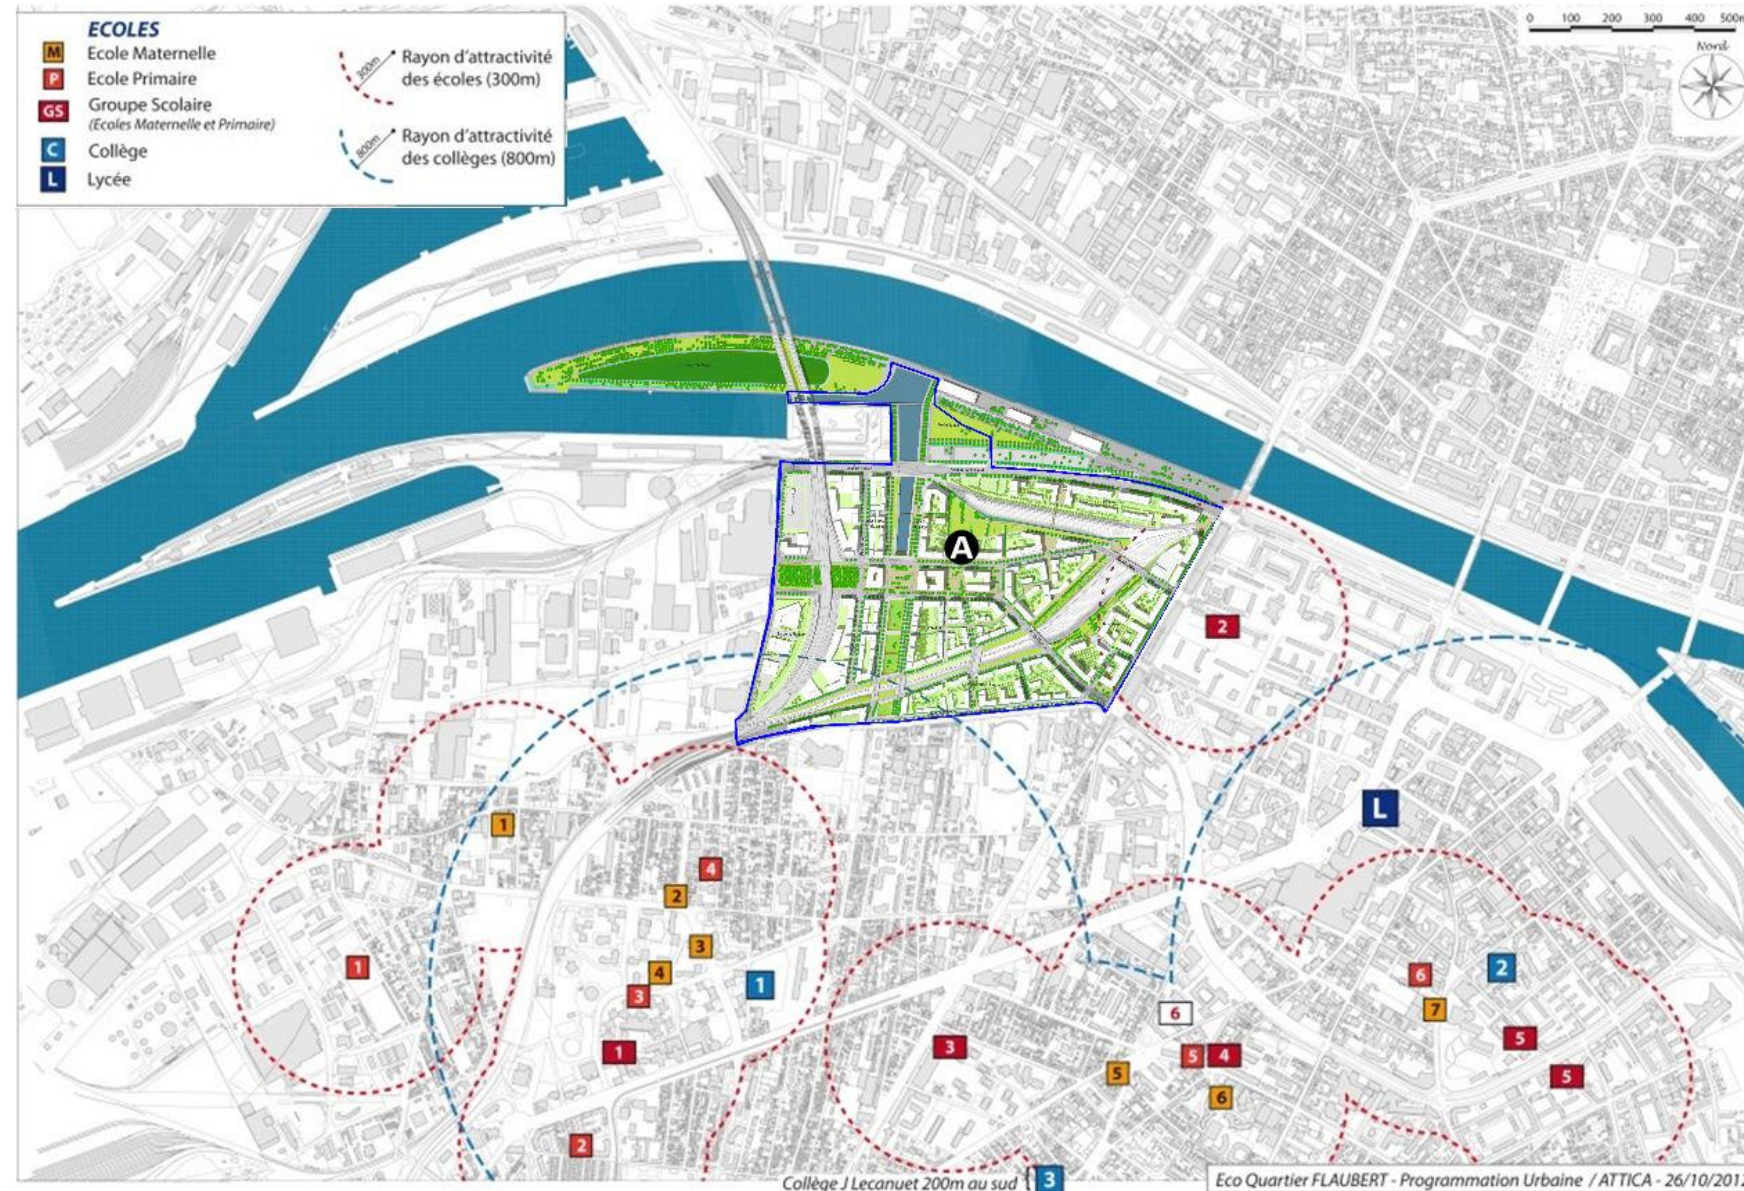 ECOLES
M Ecole Maternelle
P Ecole Primaire
GS Groupe Scolaire
(Ecoles Maternelle et Primaire)
C Collège
L Lycée
300m
Rayon d'attractivité
des écoles (300m)
800m
Rayon d'attractivité
des collèges (800m)
0 100 200 300 400 500m
Nord
A
2
L
1
4
2
3
1
4
3
1
1
2
6
2
7
6
3
5
4
5
5
5
6
2
Collège J Lecanuet 200m au sud { 3
Eco Quartier FLAUBERT - Programmation Urbaine / ATTICA - 26/10/2012